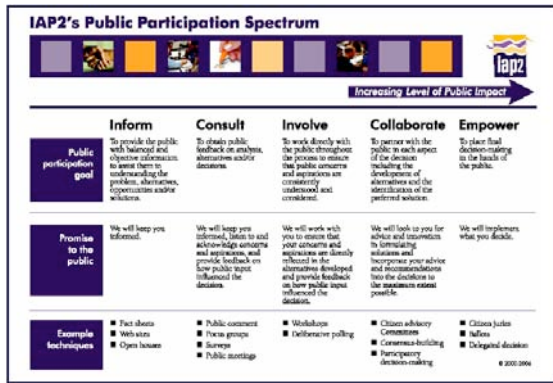 IAP2's Public Participation Spectrum
iap2
Increasing Level of Public Impact
Inform
Consult
Involve
Collaborate
Empower
Public
participation
goal
To provide the public
with balanced and
objective information
to assist them to
understanding the
problem, alternatives,
opportunities and/or
solutions.
To obtain public
feedback on analysis,
alternatives and/or
decisions.
To work directly with
the public throughout
the process to ensure
that public concerns
and aspirations are
consistently
understood and
considered.
To partner with the
public in each aspect
of the decision
including the
development of
alternatives and the
identification of the
preferred solution.
To place final
decision-making
in the hands of
the public.
Promise
to the
public
We will keep you
informed.
We will keep you
informed, listen to and
acknowledge concerns
and aspirations, and
provide feedback on
how public input
influenced the
decision.
We will work with
you to ensure that
your concerns and
aspirations are directly
reflected in the
alternatives developed
and provide feedback
on how public input
influenced the
decision.
We will look to you for
advice and innovation
in formulating
solutions and
incorporate your advice
and recommendations
into the decisions to
the maximum extent
possible.
We will implement
what you decide.
Example
techniques
■ Fact sheets
■ Web sites
■ Open houses
■ Public comment
■ Focus groups
■ Surveys
■ Public meetings
■ Workshops
■ Deliberative polling
■ Citizen advisory
Committees
■ Consensus-building
■ Participatory
decision-making
■ Citizen juries
■ Ballots
■ Delegated decision